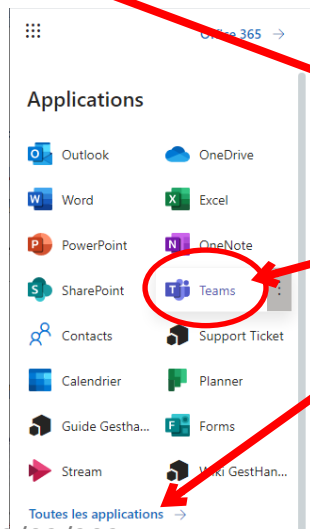 Office 365 →
Applications
Outlook OneDrive
Word Excel
PowerPoint OneNote
SharePoint Teams
Contacts Support Ticket
Calendrier Planner
Guide Gestha... Forms
Stream Wiki GestHan...
Toutes les applications →